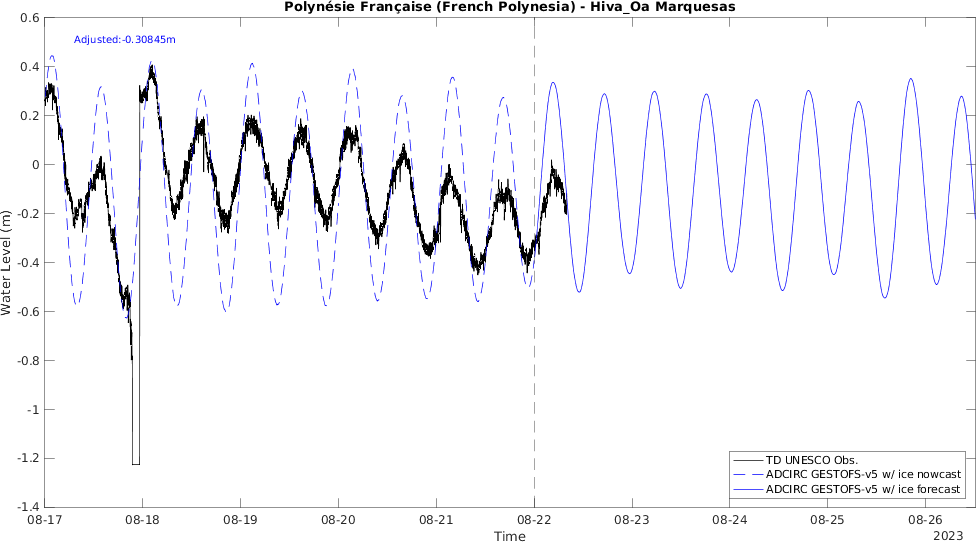 Polynésie Française (French Polynesia) - Hiva_Oa Marquesas
Adjusted:-0.30845m
0.6
0.4
0.2
0
-0.2
-0.4
-0.6
-0.8
-1
-1.2
-1.4
Water Level (m)
TD UNESCO Obs.
ADCIRC GESTOFS-v5 w/ ice nowcast
ADCIRC GESTOFS-v5 w/ ice forecast
08-17 08-18 08-19 08-20 08-21 08-22 08-23 08-24 08-25 08-26
Time
2023